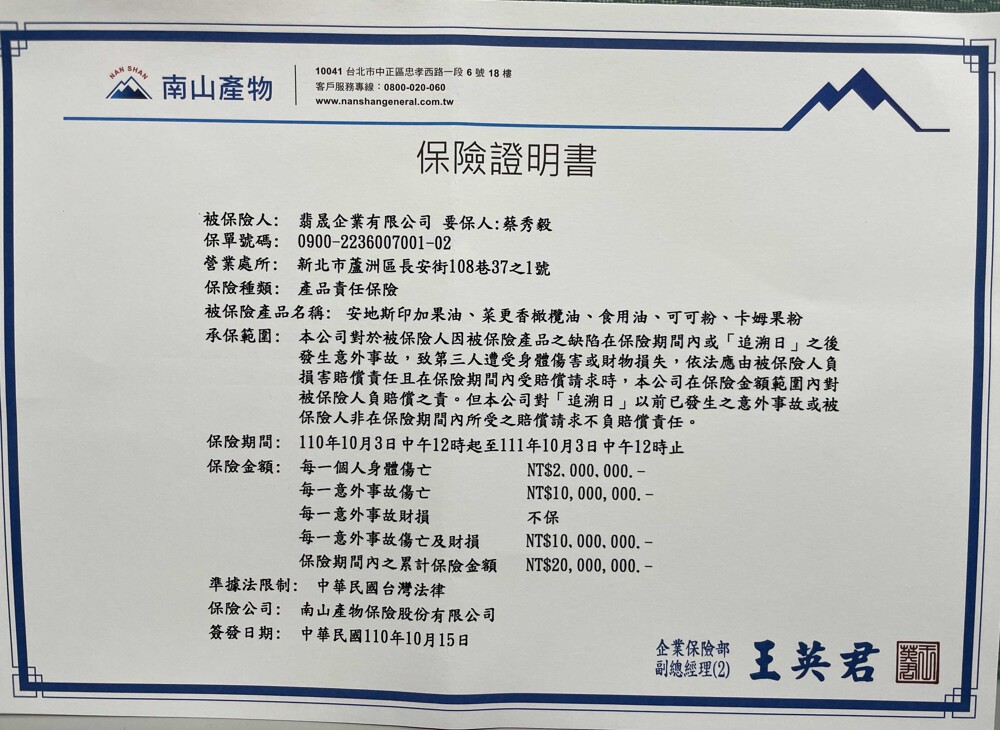 NAN SHAN
南山產物
10041 台北市中正區忠孝西路一段 6 號 18 樓
客戶服務專線：0800-020-060
www.nanshangeneral.com.tw
保險證明書
被保險人： 翡晟企業有限公司 要保人:蔡秀毅
保單號碼： 0900-2236007001-02
營業處所： 新北市蘆洲區長安街108巷37之1號
保險種類： 產品責任保險
被保險產品名稱： 安地斯印加果油、菜更香橄欖油、食用油、可可粉、卡姆果粉
承保範圍： 本公司對於被保險人因被保險產品之缺陷在保險期間內或「追溯日」之後
發生意外事故，致第三人遭受身體傷害或財物損失，依法應由被保險人負
損害賠償責任且在保險期間內受賠償請求時，本公司在保險金額範圍內對
被保險人負賠償之責。但本公司對「追溯日」以前已發生之意外事故或被
保險人非在保險期間內所受之賠償請求不負賠償責任。
保險期間： 110年10月3日中午12時起至111年10月3日中午12時止
保險金額： 每一個人身體傷亡 NT$2,000,000.-
每一意外事故傷亡 NT$10,000,000.-
每一意外事故財損 不保
每一意外事故傷亡及財損 NT$10,000,000.-
保險期間內之累計保險金額 NT$20,000,000.-
準據法限制： 中華民國台灣法律
保險公司： 南山產物保險股份有限公司
簽發日期： 中華民國110年10月15日
企業保險部
副總經理(2) 王英君